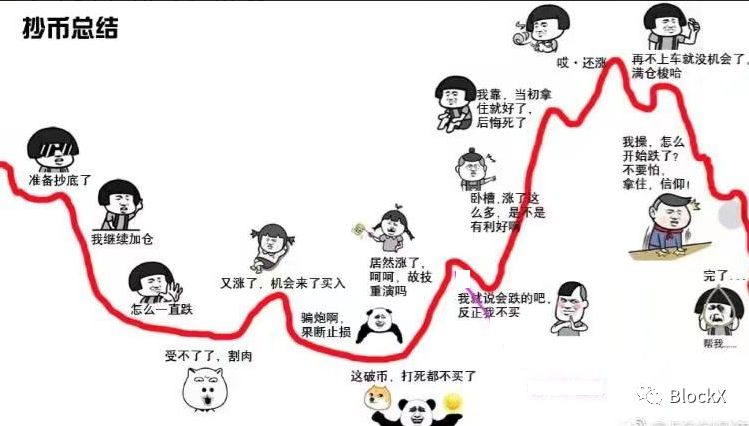 抄币总结
准备抄底了
我继续加仓
怎么一直跌
受不了了，割肉
又涨了，机会来了买入
骗炮啊，
果断止损
居然涨了，
呵呵，故技
重演吗
这破币，打死都不买了
我就说会跌的吧，
反正我不买
卧槽，涨了这
么多，是不是
有利好啊
我靠，当初拿
住就好了，
后悔死了
哎·还涨
再不上车就没机会了，
满仓梭哈
我操，怎么
开始跌了？
不要怕，
拿住，信仰！
完了....
帮我......
BlockX